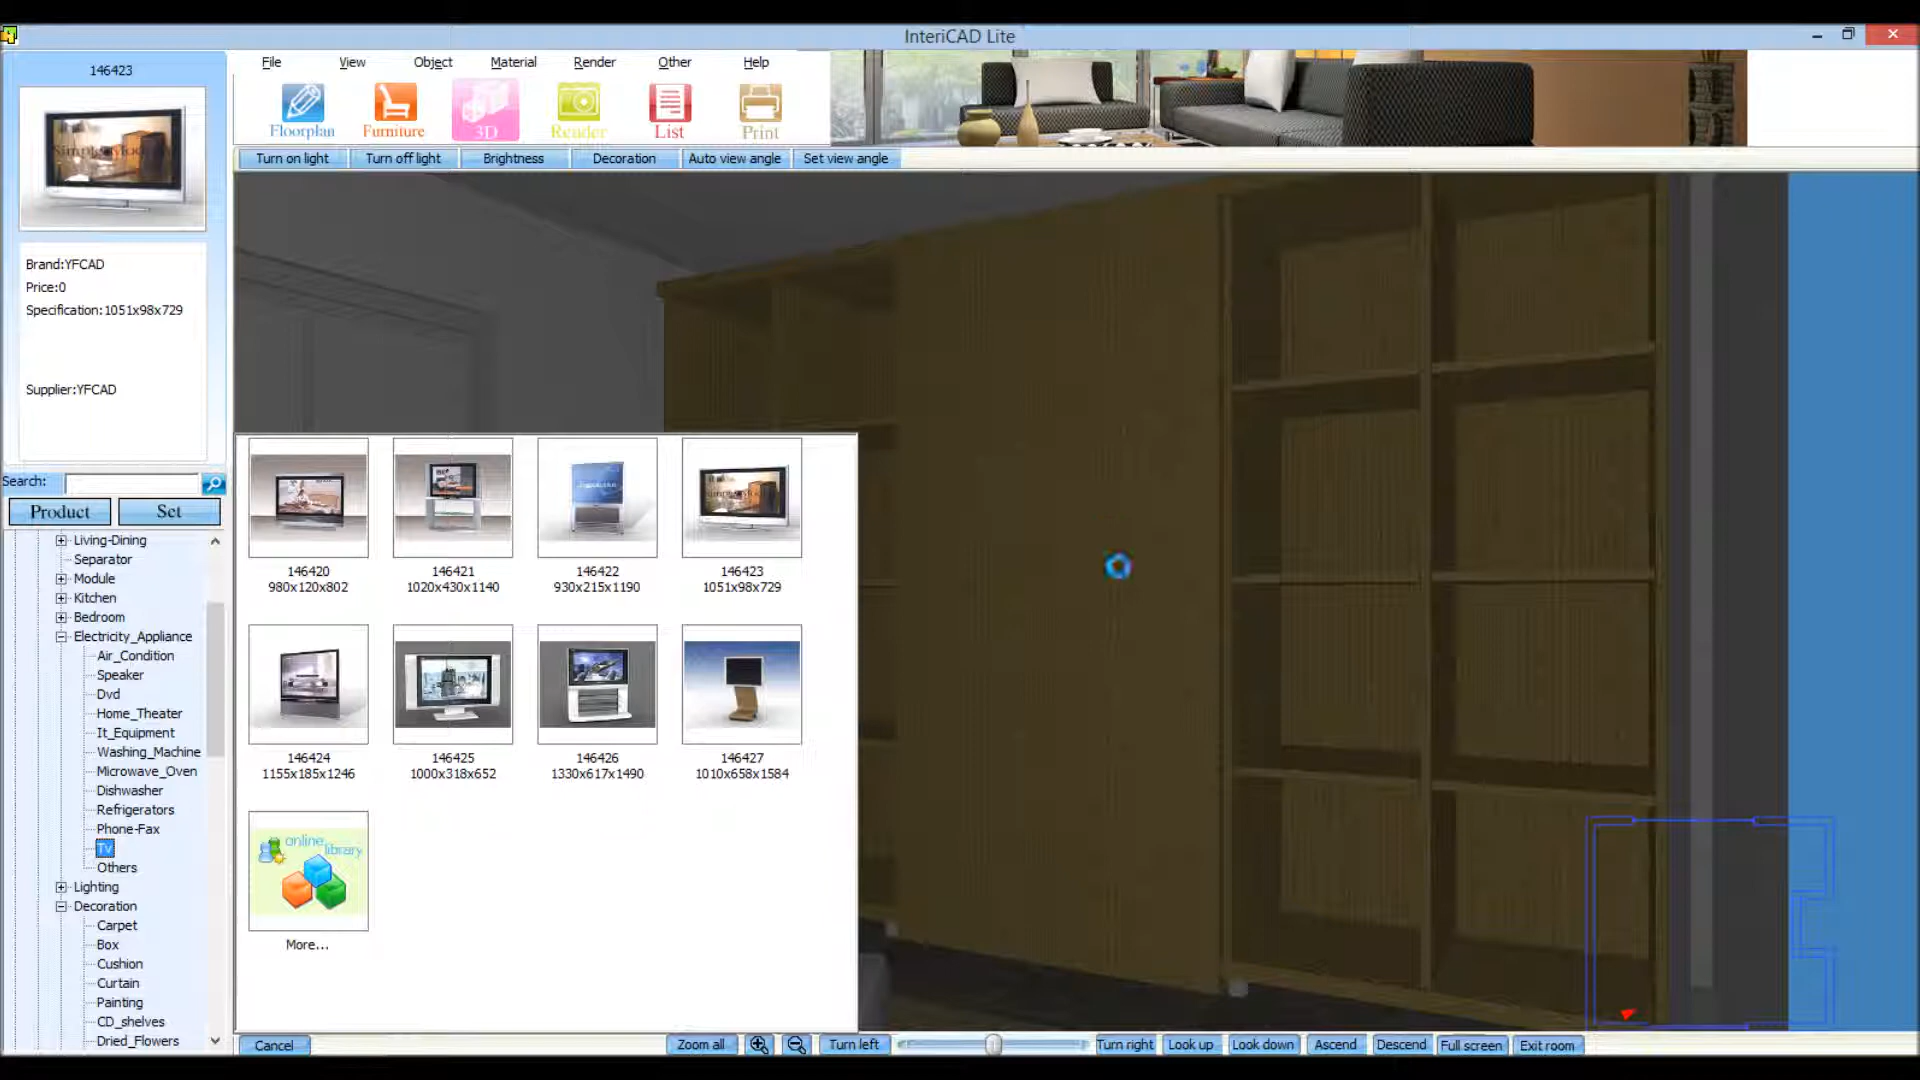 InteriCAD Lite
146423
Brand:YFCAD
Price:0
Specification:1051x98x729
Supplier:YFCAD
File View Object Material Render Other Help
Floorplan Furniture 3D Render List Print
Turn on light Turn off light Brightness Decoration Auto view angle Set view angle
Search:
Product Set
Living-Dining
Separator
Module
Kitchen
Bedroom
Electricity_Appliance
Air_Condition
Speaker
Dvd
Home_Theater
It_Equipment
Washing_Machine
Microwave_Oven
Dishwasher
Refrigerators
Phone-Fax
Tv
Others
Lighting
Decoration
Carpet
Box
Cushion
Curtain
Painting
CD_shelves
Dried_Flowers
146420 146421 146422 146423
980x120x802 1020x430x1140 930x215x1190 1051x98x729
146424 146425 146426 146427
1155x185x1246 1000x318x652 1330x617x1490 1010x658x1584
online
library
More...
Cancel Zoom all Turn left Turn right Look up Look down Ascend Descend Full screen Exit room